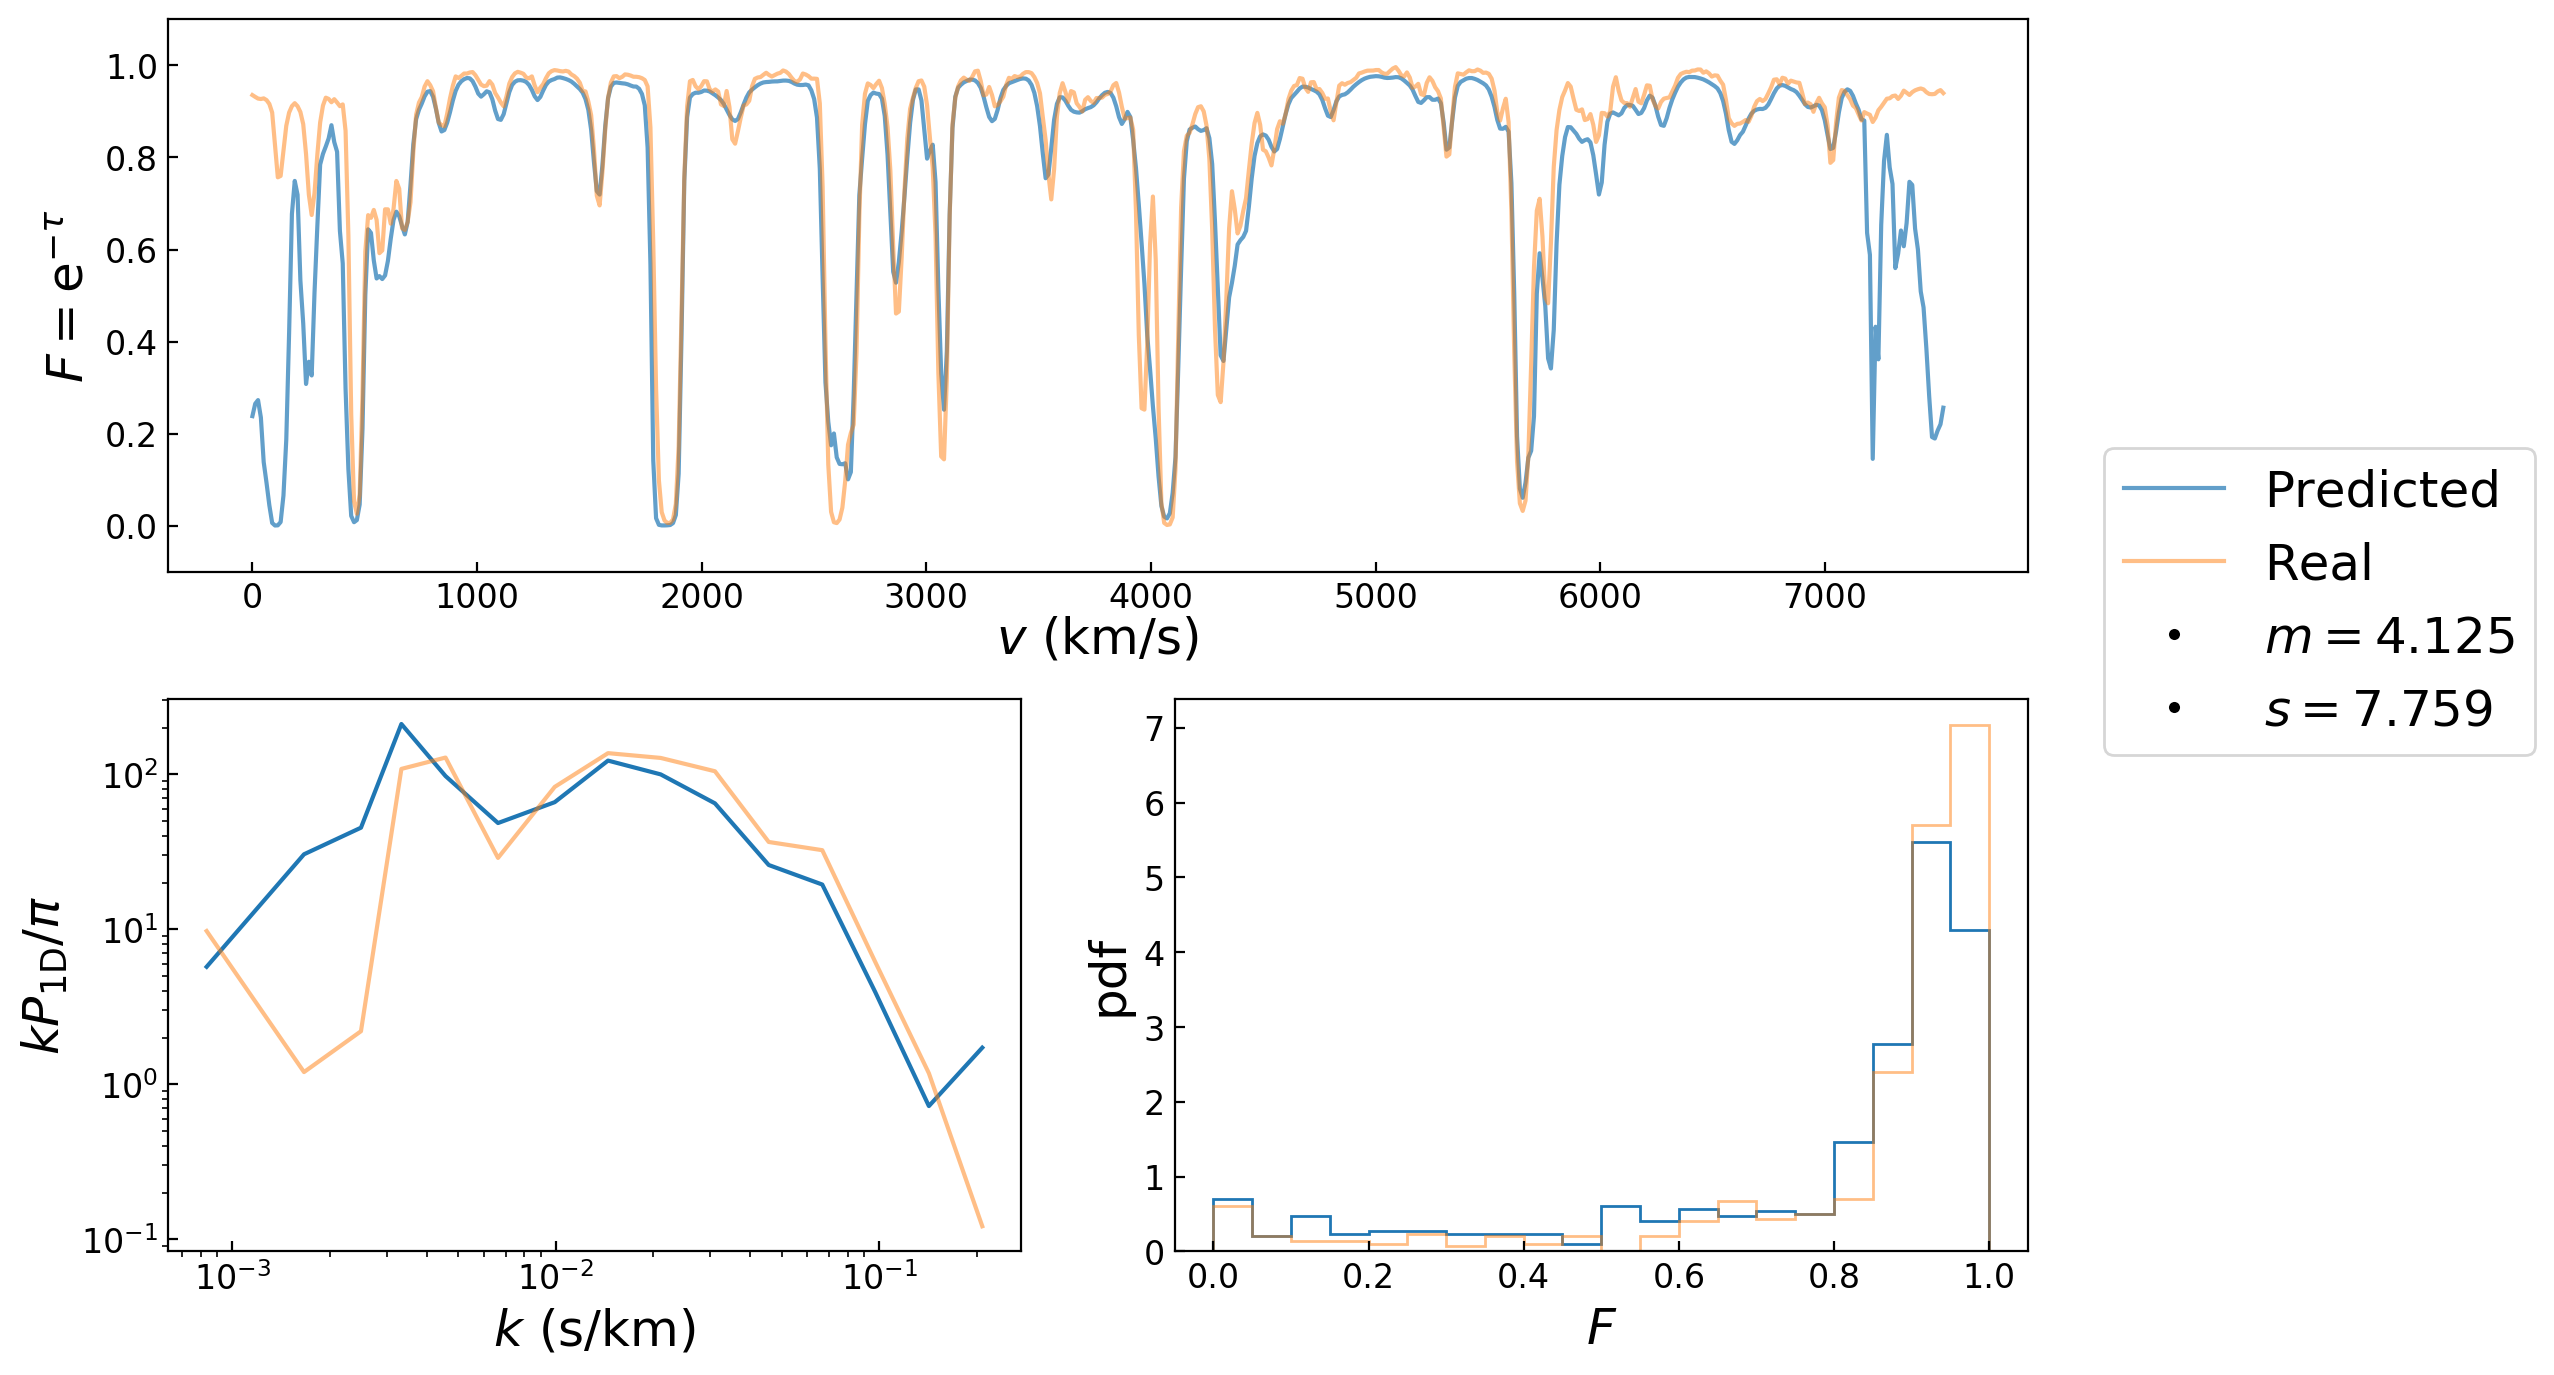 F = e^{-τ}
1.0
0.8
0.6
0.4
0.2
0.0
0 1000 2000 3000 4000 5000 6000 7000
v (km/s)
Predicted
Real
m = 4.125
s = 7.759
kP_{1D}/π
10^2
10^1
10^0
10^{-1}
10^{-3} 10^{-2} 10^{-1}
k (s/km)
pdf
7
6
5
4
3
2
1
0
0.0 0.2 0.4 0.6 0.8 1.0
F